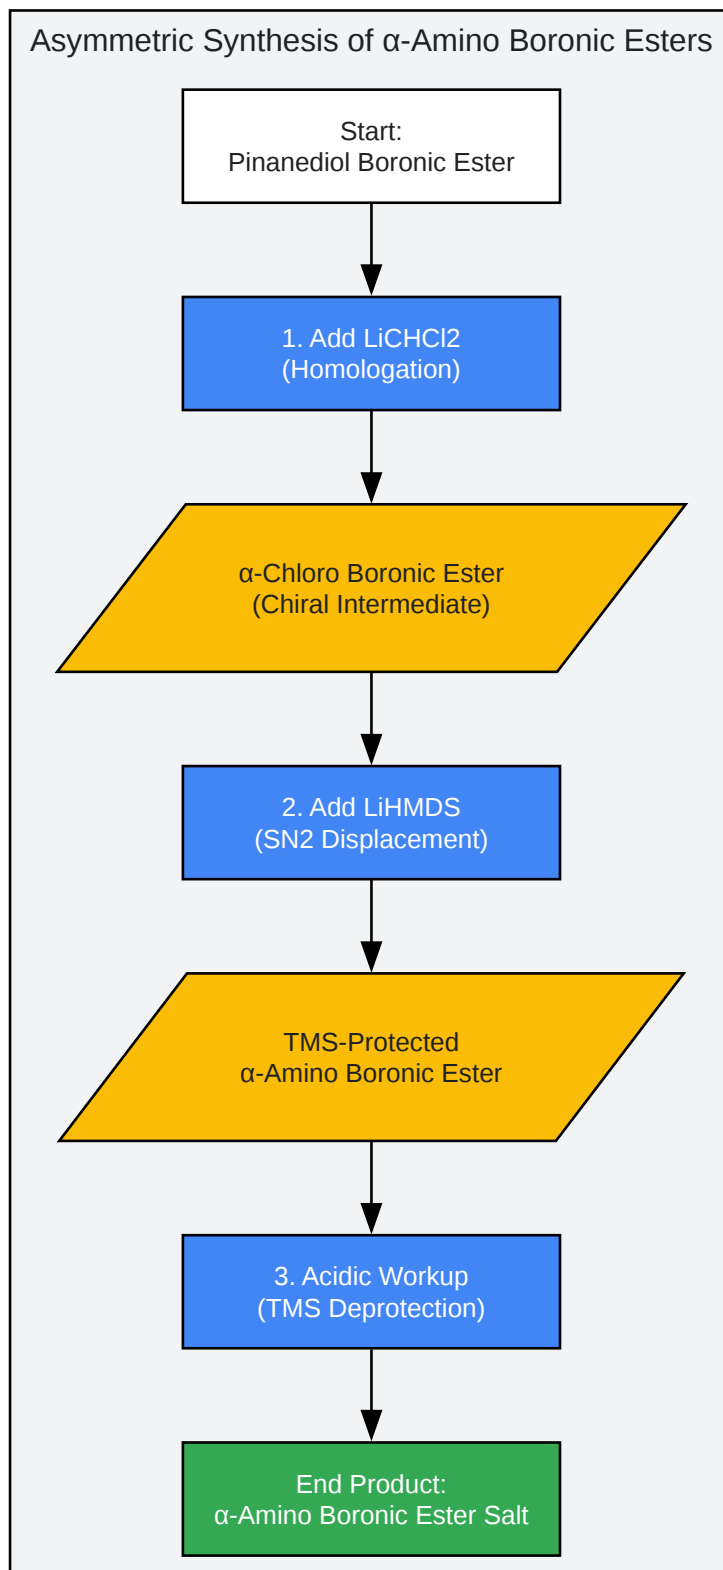 Asymmetric Synthesis of α-Amino Boronic Esters
Start:
Pinanediol Boronic Ester
1. Add LiCHCl2
(Homologation)
α-Chloro Boronic Ester
(Chiral Intermediate)
2. Add LiHMDS
(SN2 Displacement)
TMS-Protected
α-Amino Boronic Ester
3. Acidic Workup
(TMS Deprotection)
End Product:
α-Amino Boronic Ester Salt